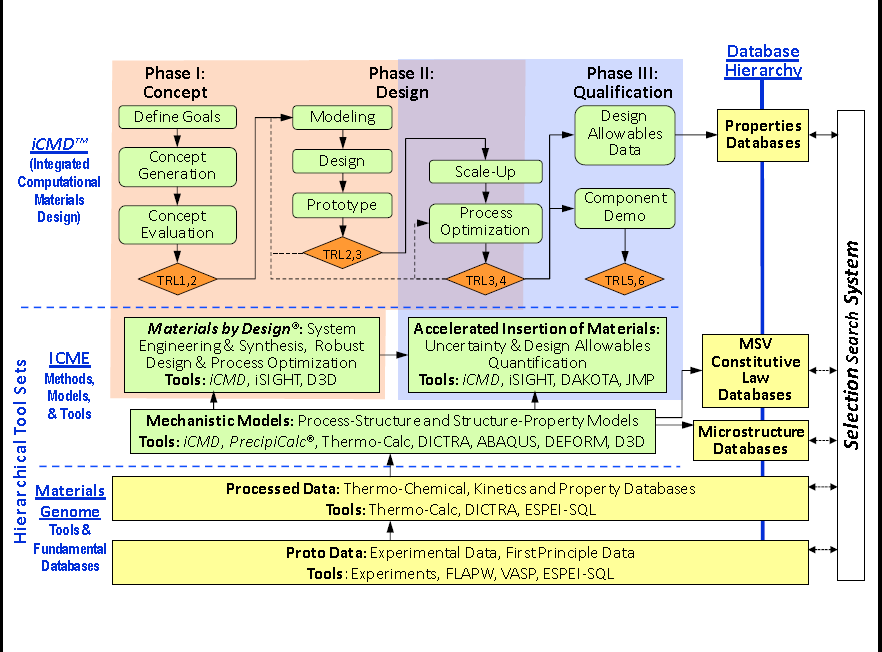 Database
Hierarchy
Phase I:
Concept
Phase II:
Design
Phase III:
Qualification
iCMD™
(Integrated
Computational
Materials
Design)
Define Goals
Concept
Generation
Concept
Evaluation
TRL1,2
Modeling
Design
Prototype
TRL2,3
Scale-Up
Process
Optimization
TRL3,4
Design
Allowables
Data
Component
Demo
TRL5,6
Properties
Databases
Selection Search System
Hierarchical Tool Sets
ICME
Methods,
Models,
& Tools
Materials by Design®: System
Engineering & Synthesis, Robust
Design & Process Optimization
Tools: iCMD, iSIGHT, D3D
Accelerated Insertion of Materials:
Uncertainty & Design Allowables
Quantification
Tools: iCMD, iSIGHT, DAKOTA, JMP
MSV
Constitutive
Law
Databases
Mechanistic Models: Process-Structure and Structure-Property Models
Tools: iCMD, PrecipiCalc®, Thermo-Calc, DICTRA, ABAQUS, DEFORM, D3D
Microstructure
Databases
Materials
Genome
Tools &
Fundamental
Databases
Processed Data: Thermo-Chemical, Kinetics and Property Databases
Tools: Thermo-Calc, DICTRA, ESPEI-SQL
Proto Data: Experimental Data, First Principle Data
Tools: Experiments, FLAPW, VASP, ESPEI-SQL